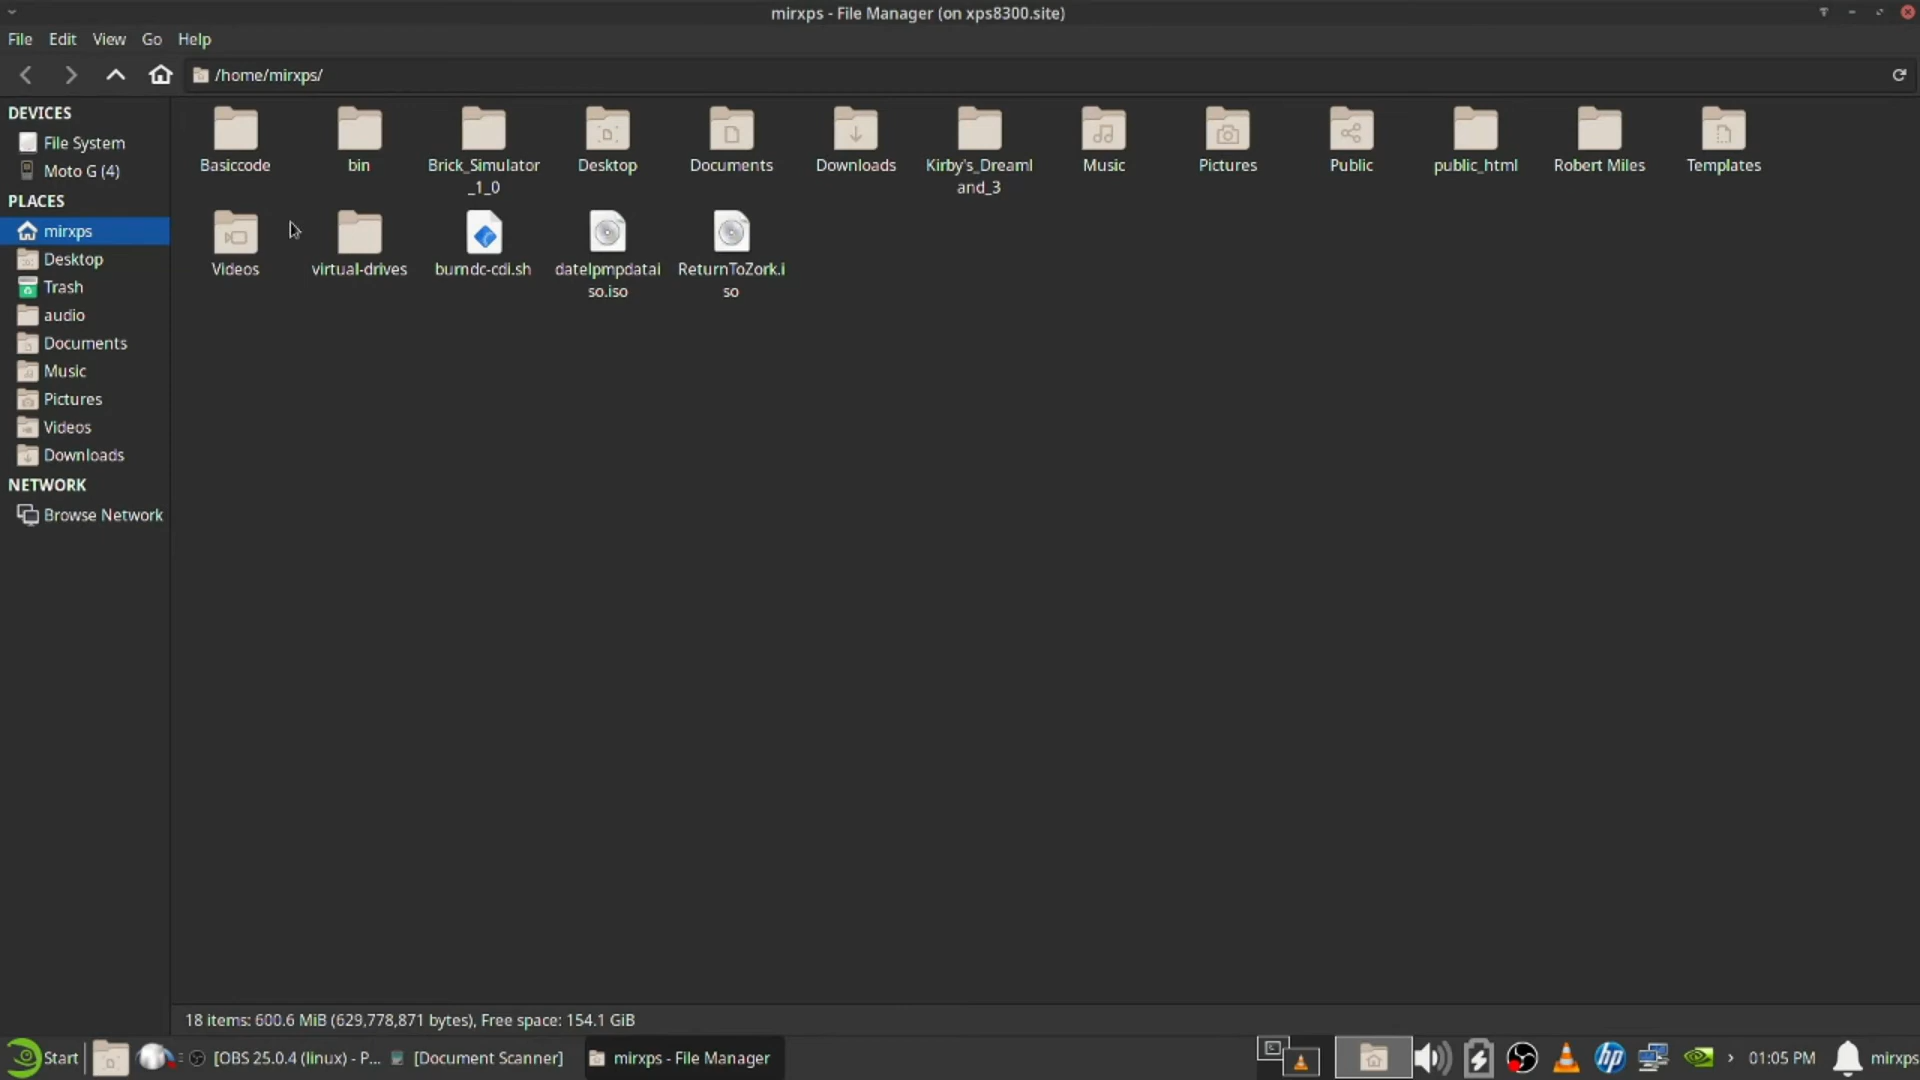 mirxps - File Manager (on xps8300.site)
File Edit View Go Help
/home/mirxps/
DEVICES
File System
Moto G (4)
PLACES
mirxps
Desktop
Trash
audio
Documents
Music
Pictures
Videos
Downloads
NETWORK
Browse Network
Basiccode
bin
Brick_Simulator
_1_0
Desktop
Documents
Downloads
Kirby's_Dreaml
and_3
Music
Pictures
Public
public_html
Robert Miles
Templates
Videos
virtual-drives
burndc-cdi.sh
datelpmpdatai
so.iso
ReturnToZork.i
so
18 items: 600.6 MiB (629,778,871 bytes), Free space: 154.1 GiB
Start
[OBS 25.0.4 (linux) - P...
[Document Scanner]
mirxps - File Manager
hp
01:05 PM
mirxps